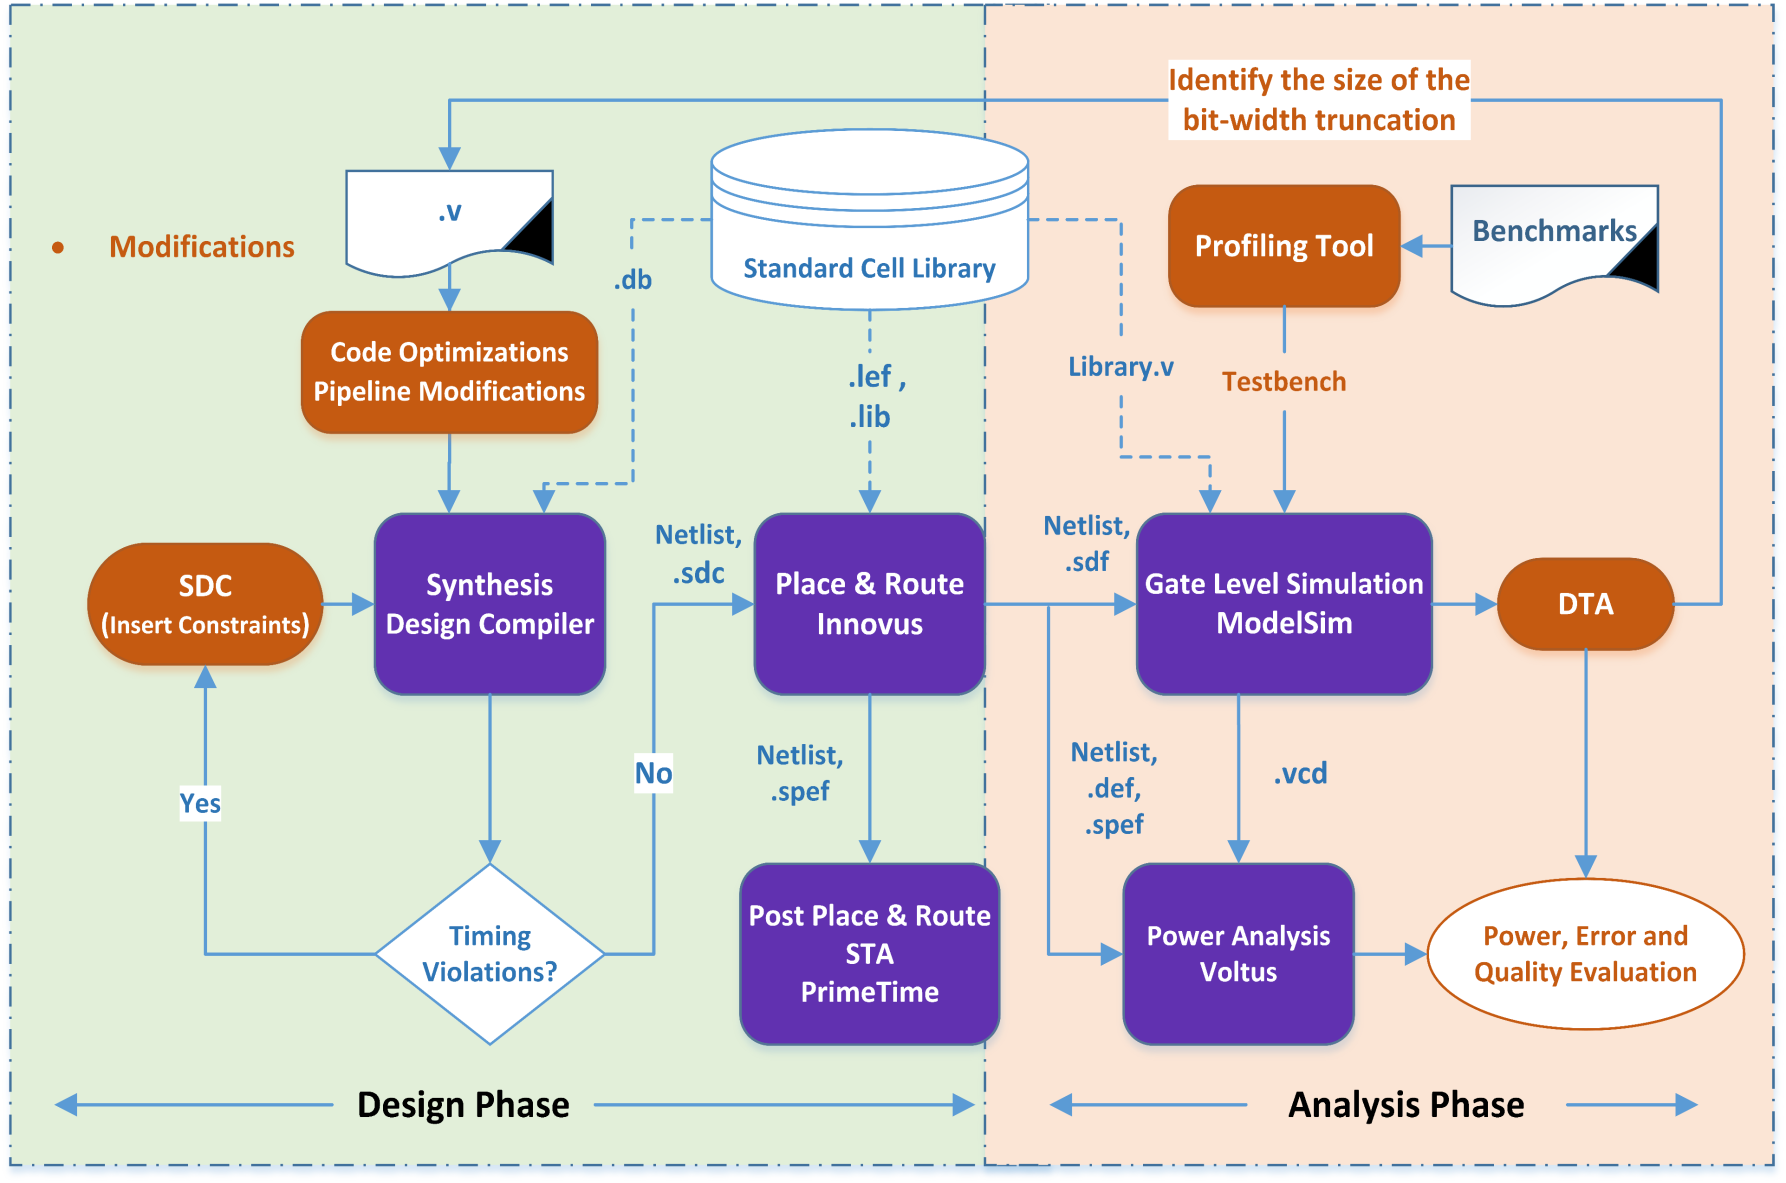 Identify the size of the
bit-width truncation
.v
• Modifications
.db
Standard Cell Library
Profiling Tool
Benchmarks
Code Optimizations
Pipeline Modifications
.lef ,
.lib
Library.v
Testbench
SDC
(Insert Constraints)
Synthesis
Design Compiler
Netlist,
.sdc
Place & Route
Innovus
Netlist,
.sdf
Gate Level Simulation
ModelSim
DTA
Yes
No
Netlist,
.spef
Netlist,
.def,
.spef
.vcd
Timing
Violations?
Post Place & Route
STA
PrimeTime
Power Analysis
Voltus
Power, Error and
Quality Evaluation
Design Phase
Analysis Phase